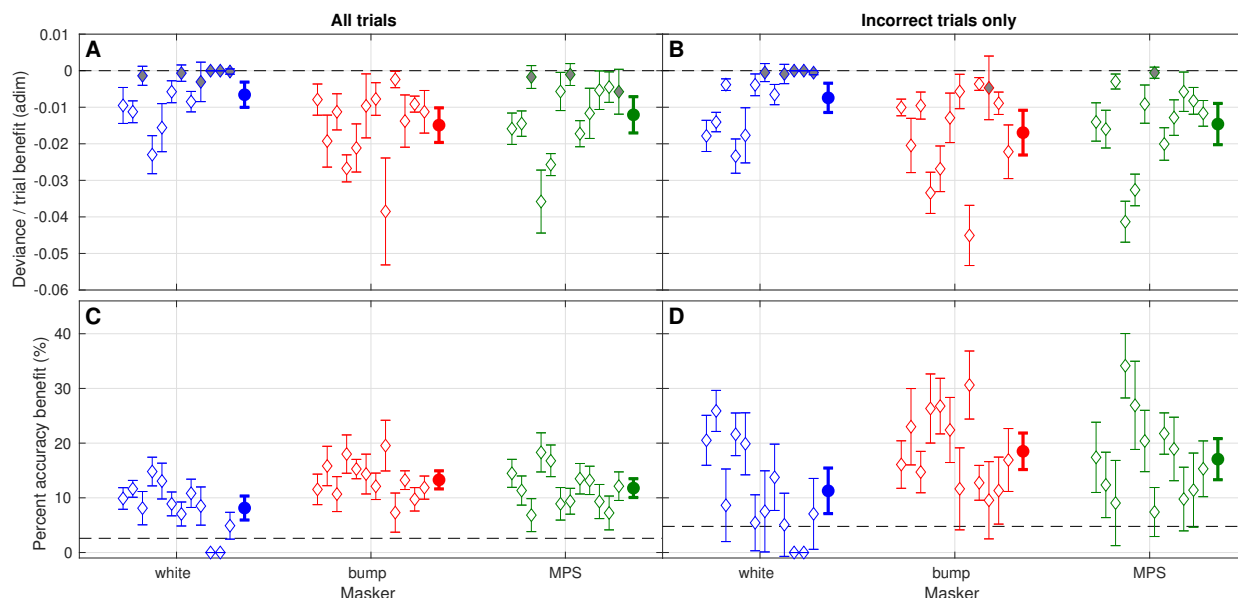 All trials
Incorrect trials only
A
B
0.01
0
-0.01
-0.02
-0.03
-0.04
-0.05
-0.06
Deviance / trial benefit (adim)
C
D
40
30
20
10
0
Percent accuracy benefit (%)
white
bump
MPS
white
bump
MPS
Masker
Masker